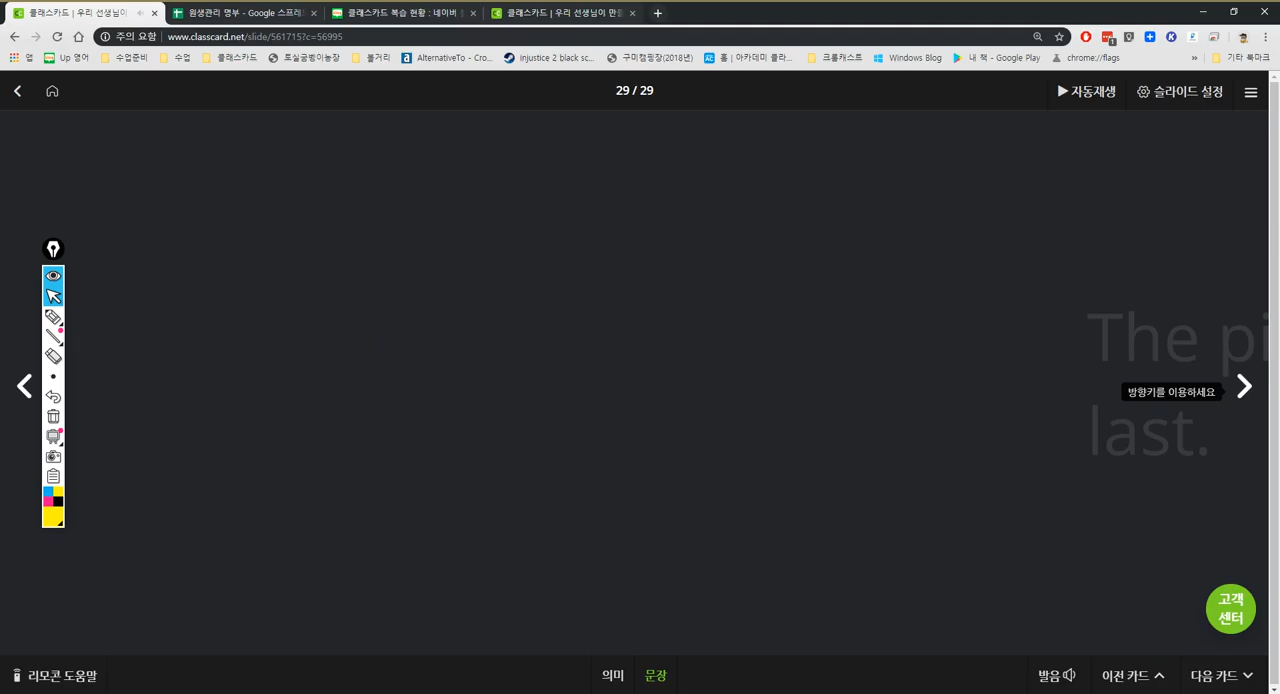 클래스카드 | 우리 선생님이
원생관리 명부 - Google 스프레
클래스카드 복습 현황 : 네이버
클래스카드 | 우리 선생님이 만든
주의 요함 | www.classcard.net/slide/561715?c=56995
앱
Up 영어
수업준비
수업
클래스카드
토실궁뱅이농장
볼거리
AlternativeTo - Cro...
Injustice 2 black sc...
구미캠핑장(2018년)
홈 | 아카데미 클라...
크롬캐스트
Windows Blog
내 책 - Google Play
chrome://flags
»
기타 북마크
29 / 29
자동재생
슬라이드 설정
The pi
last.
방향키를 이용하세요
고객
센터
리모콘 도움말
의미
문장
발음
이전 카드
다음 카드